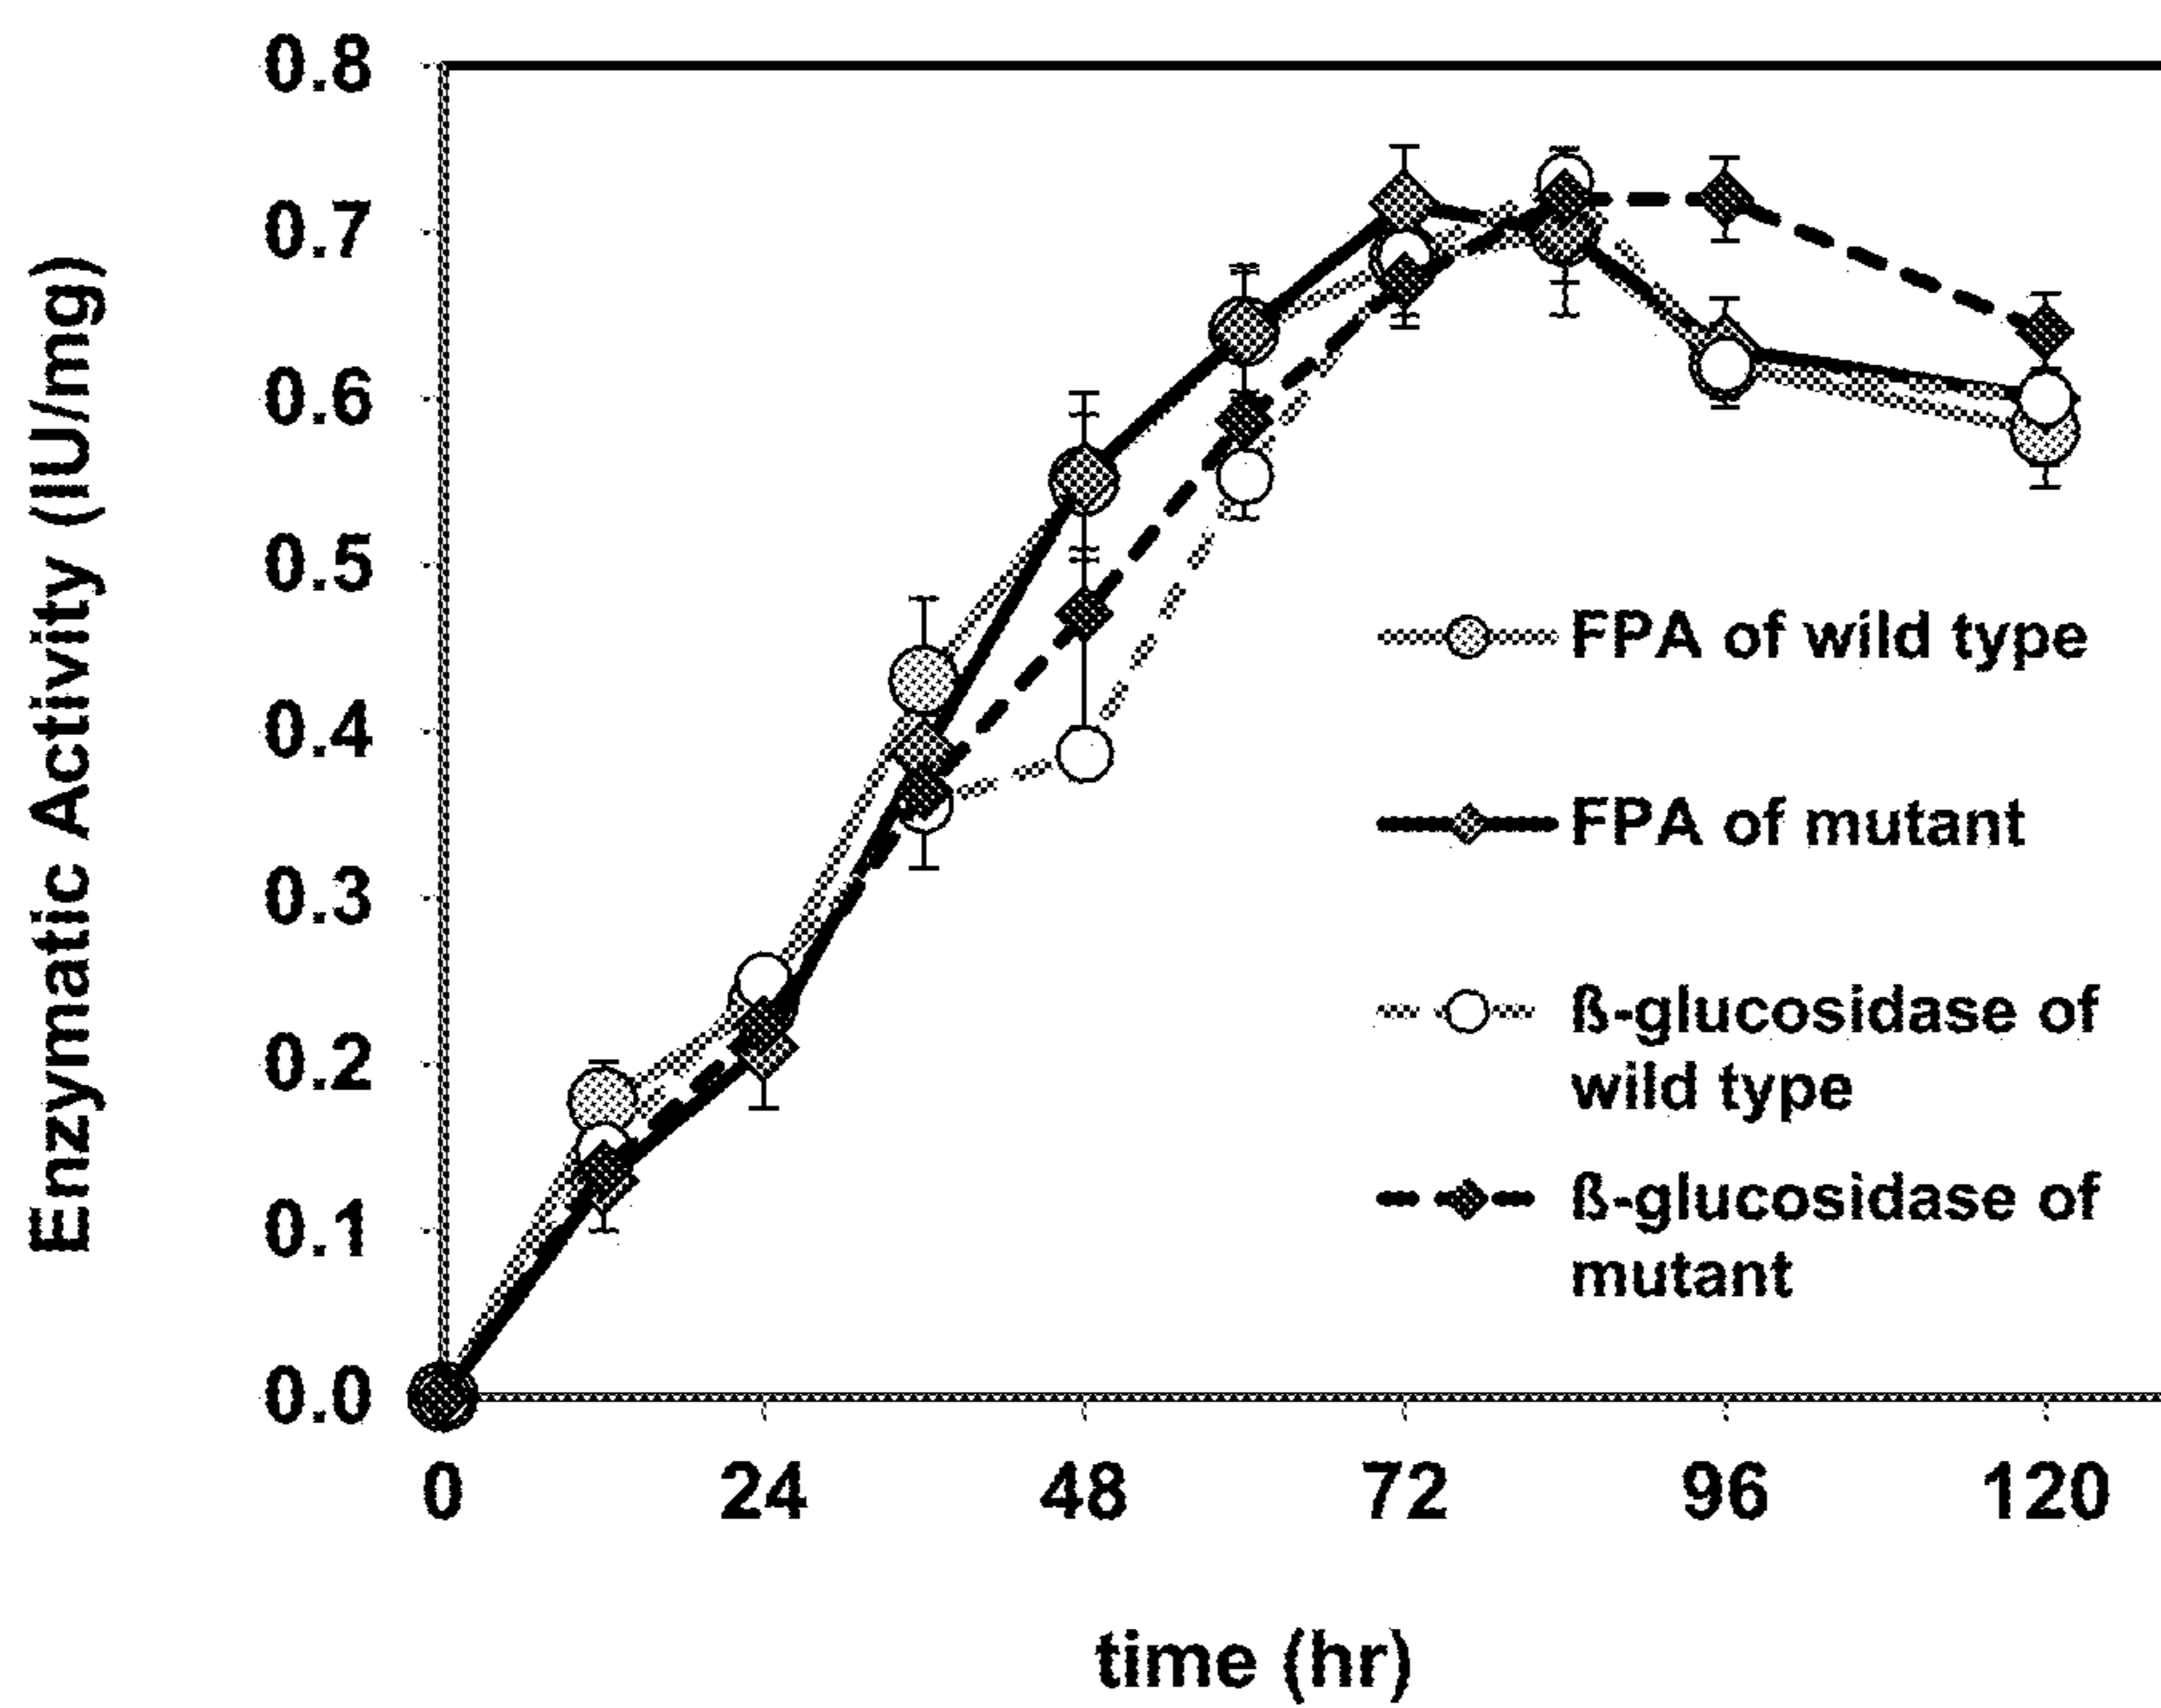 Enzymatic Activity (IU/mg)
0.8
0.7
0.6
0.5
0.4
0.3
0.2
0.1
0.0
FPA of wild type
FPA of mutant
ß-glucosidase of
wild type
ß-glucosidase of
mutant
0 24 48 72 96 120
time (hr)